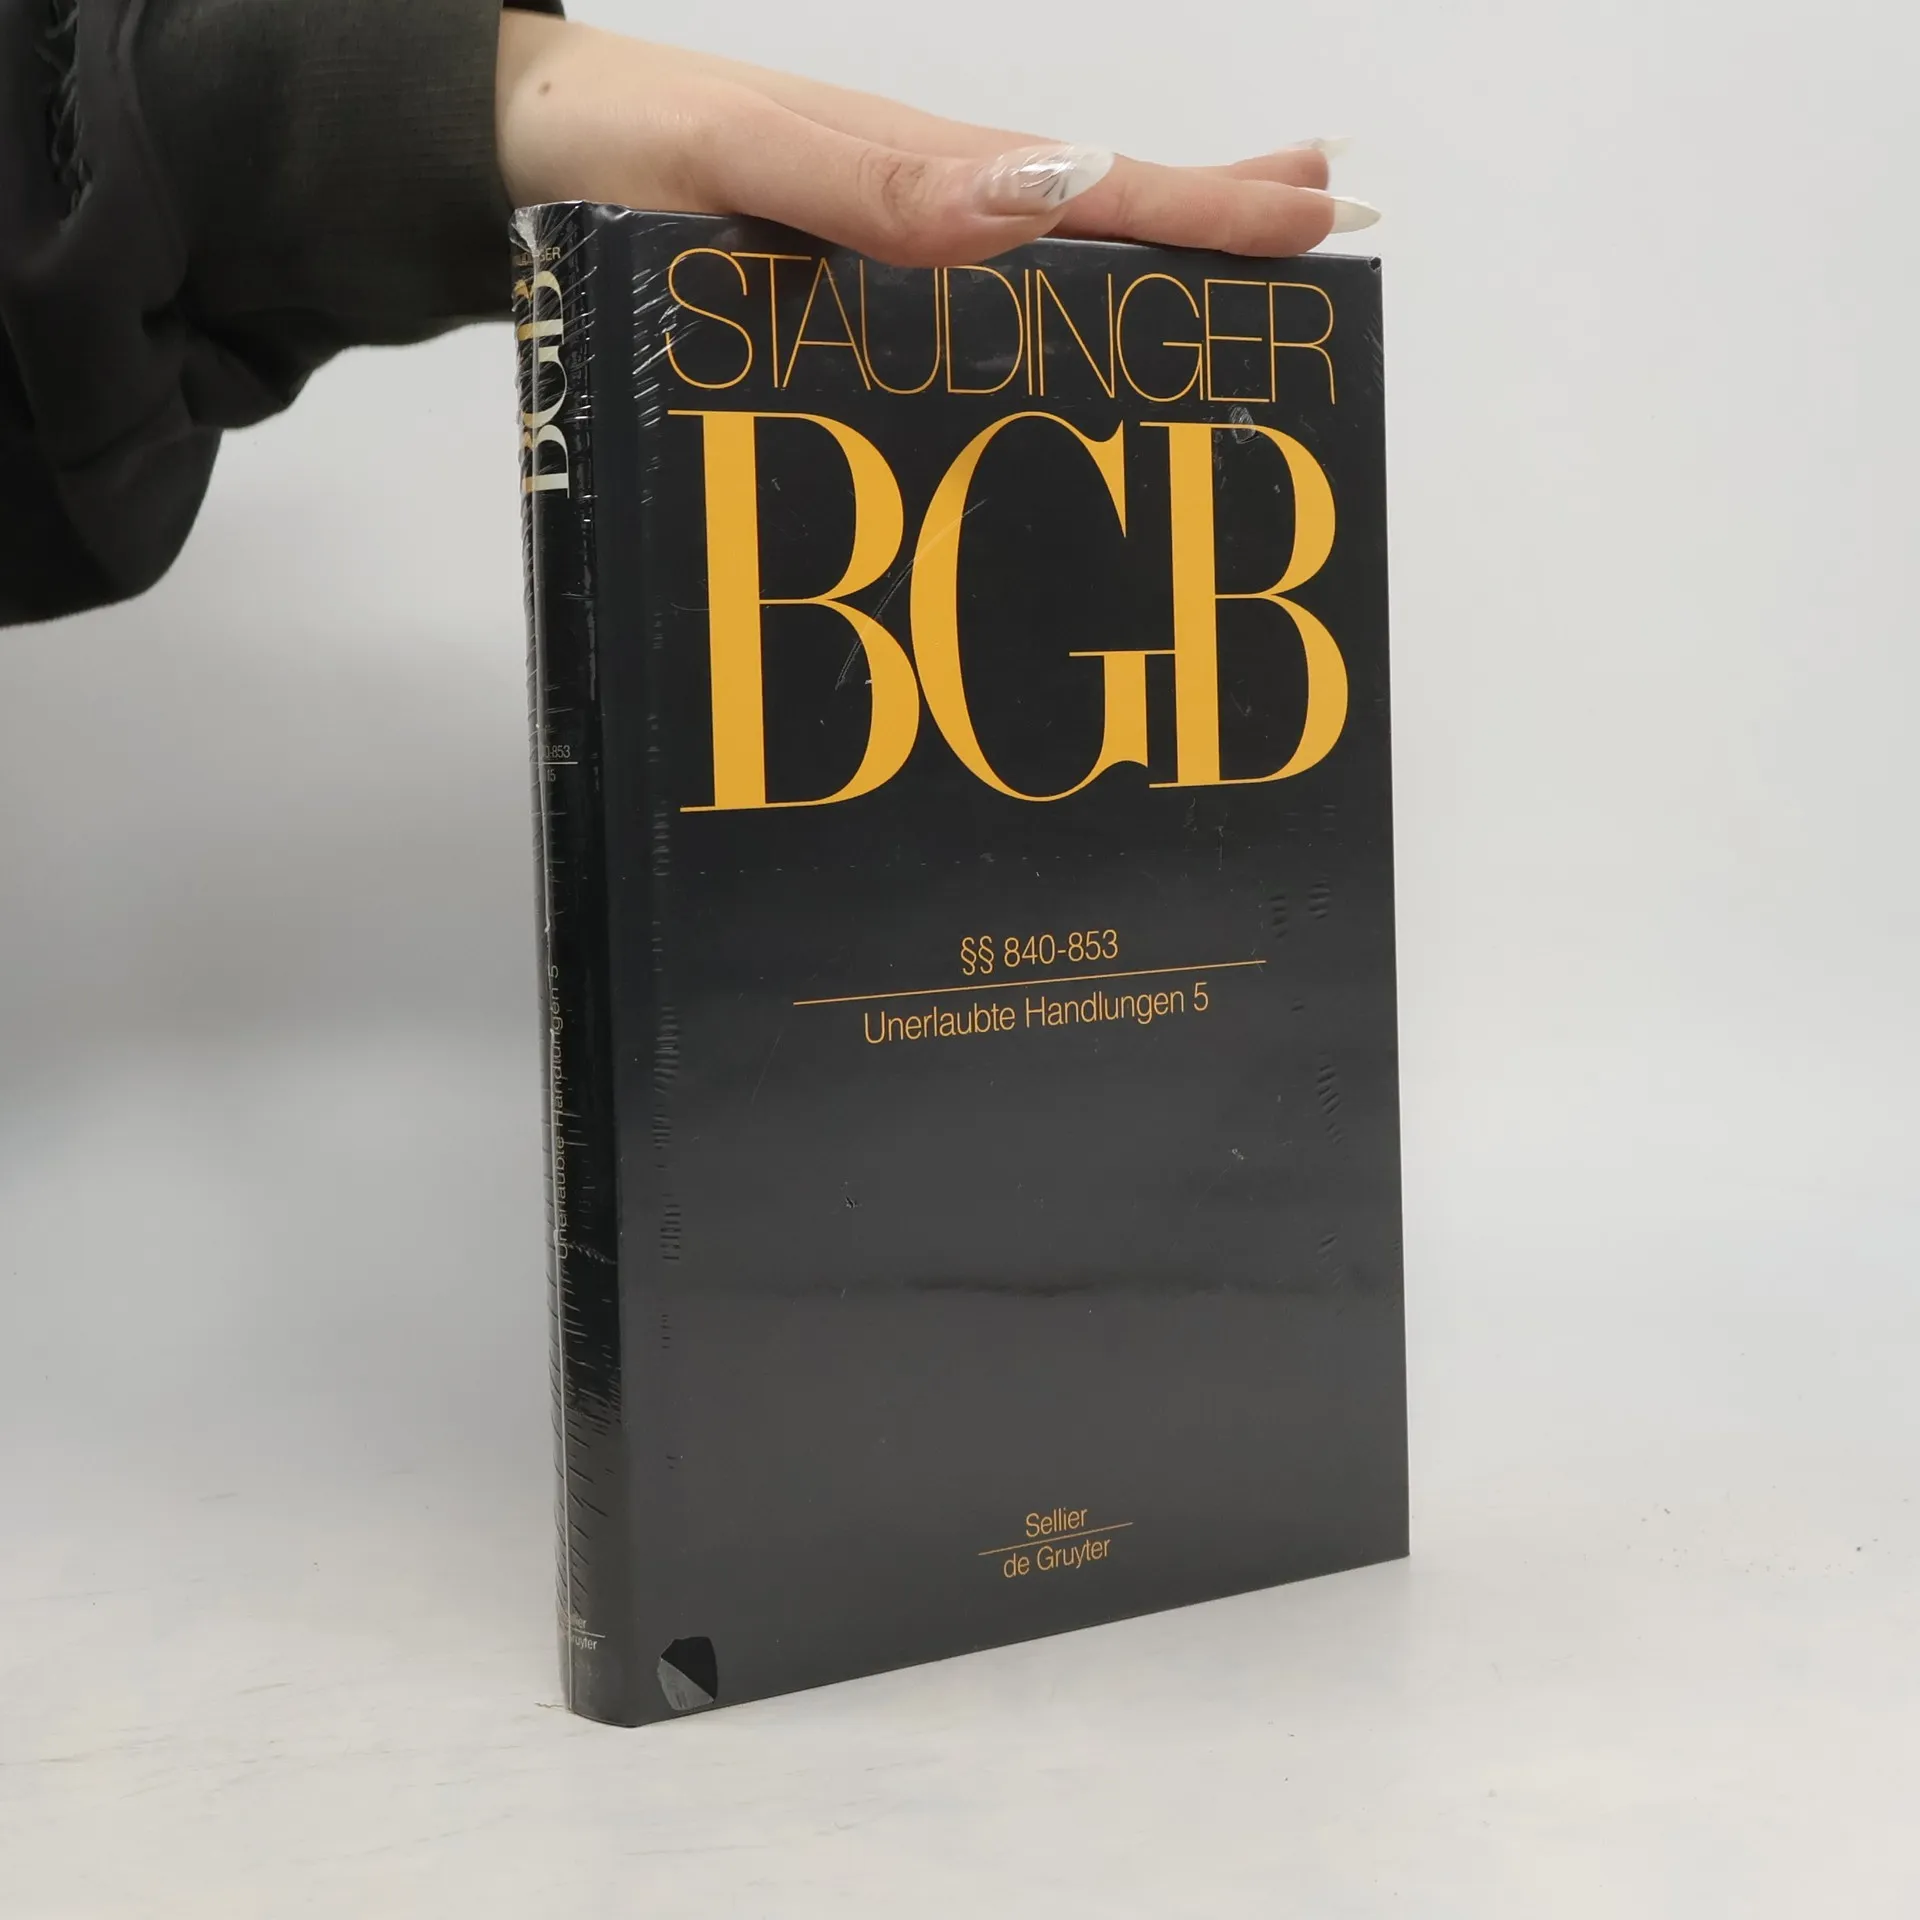 STAUDINGER
BGB
§§ 840-853
Unerlaubte Handlungen 5
Sellier
de Gruyter
BGB
Unerlaubte Handlungen 5